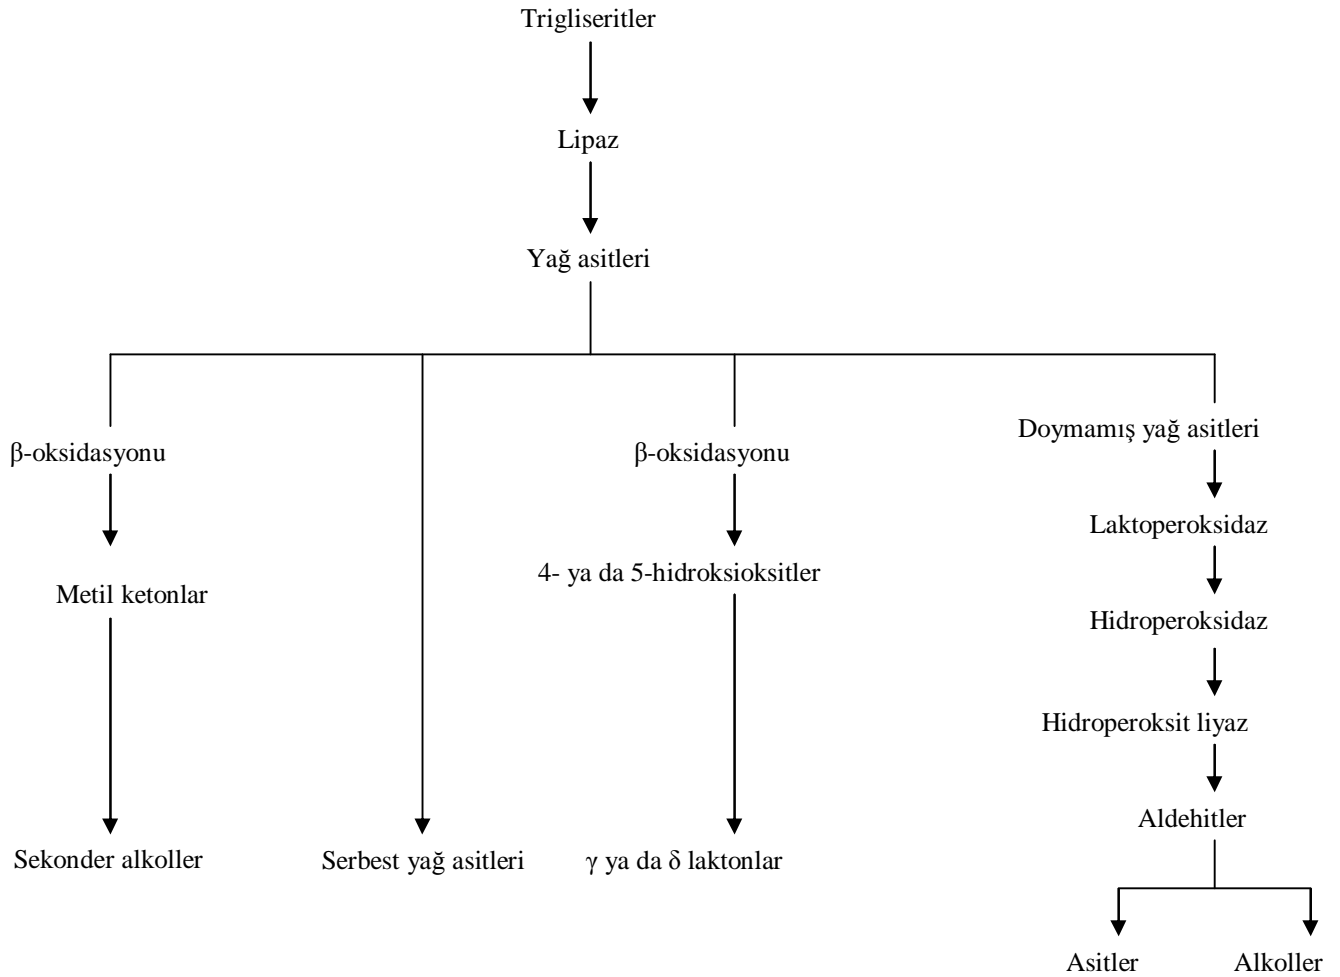 Trigliseritler
Lipaz
Yağ asitleri
β-oksidasyonu
β-oksidasyonu
Doymamış yağ asitleri
Laktoperoksidaz
Metil ketonlar
4- ya da 5-hidroksioksitler
Hidroperoksidaz
Hidroperoksit liyaz
Aldehitler
Sekonder alkoller
Serbest yağ asitleri
γ ya da δ laktonlar
Asitler
Alkoller